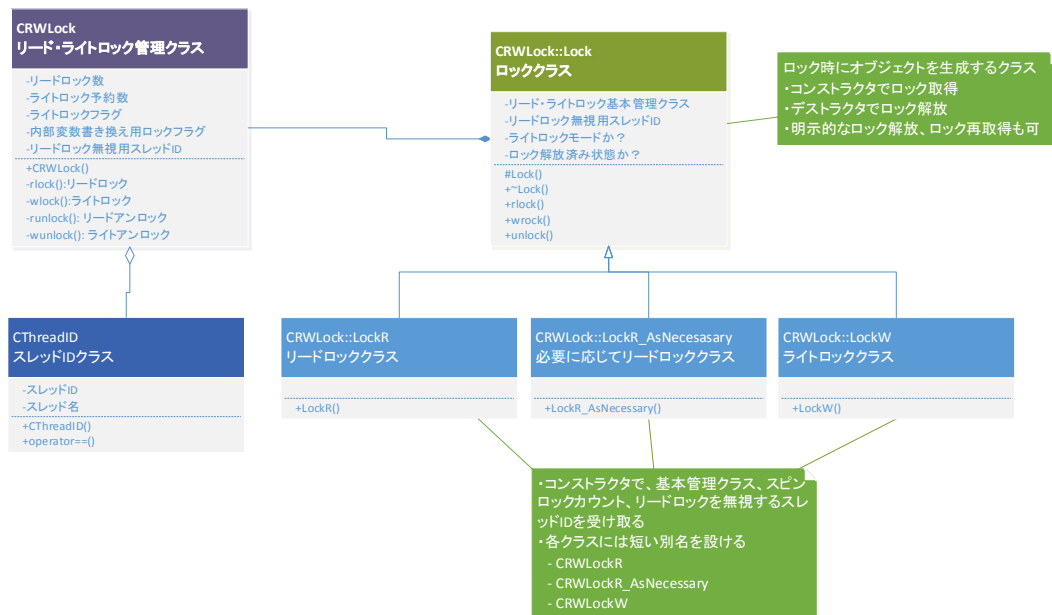 CRWLock
リード・ライトロック管理クラス
-リードロック数
-ライトロック予約数
-ライトロックフラグ
-内部変数書き換え用ロックフラグ
-リードロック無視用スレッドID
+CRWLock()
-rlock():リードロック
-wlock():ライトロック
-runlock(): リードアンロック
-wunlock(): ライトアンロック
CRWLock::Lock
ロッククラス
-リード・ライトロック基本管理クラス
-リードロック無視用スレッドID
-ライトロックモードか？
-ロック解放済み状態か？
#Lock()
+~Lock()
+rlock()
+wrock()
+unlock()
ロック時にオブジェクトを生成するクラス
・コンストラクタでロック取得
・デストラクタでロック解放
・明示的なロック解放、ロック再取得も可
CThreadID
スレッドIDクラス
-スレッドID
-スレッド名
+CThreadID()
+operator==()
CRWLock::LockR
リードロッククラス
+LockR()
CRWLock::LockR_AsNecesasary
必要に応じてリードロッククラス
+LockR_AsNecessary()
CRWLock::LockW
ライトロッククラス
+LockW()
・コンストラクタで、基本管理クラス、スピン
ロックカウント、リードロックを無視するスレ
ッドIDを受け取る
・各クラスには短い別名を設ける
- CRWLockR
- CRWLockR_AsNecessary
- CRWLockW